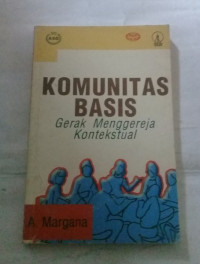 KOMUNITAS
BASIS
Gerak Menggereja
Kontekstual
A. Margana